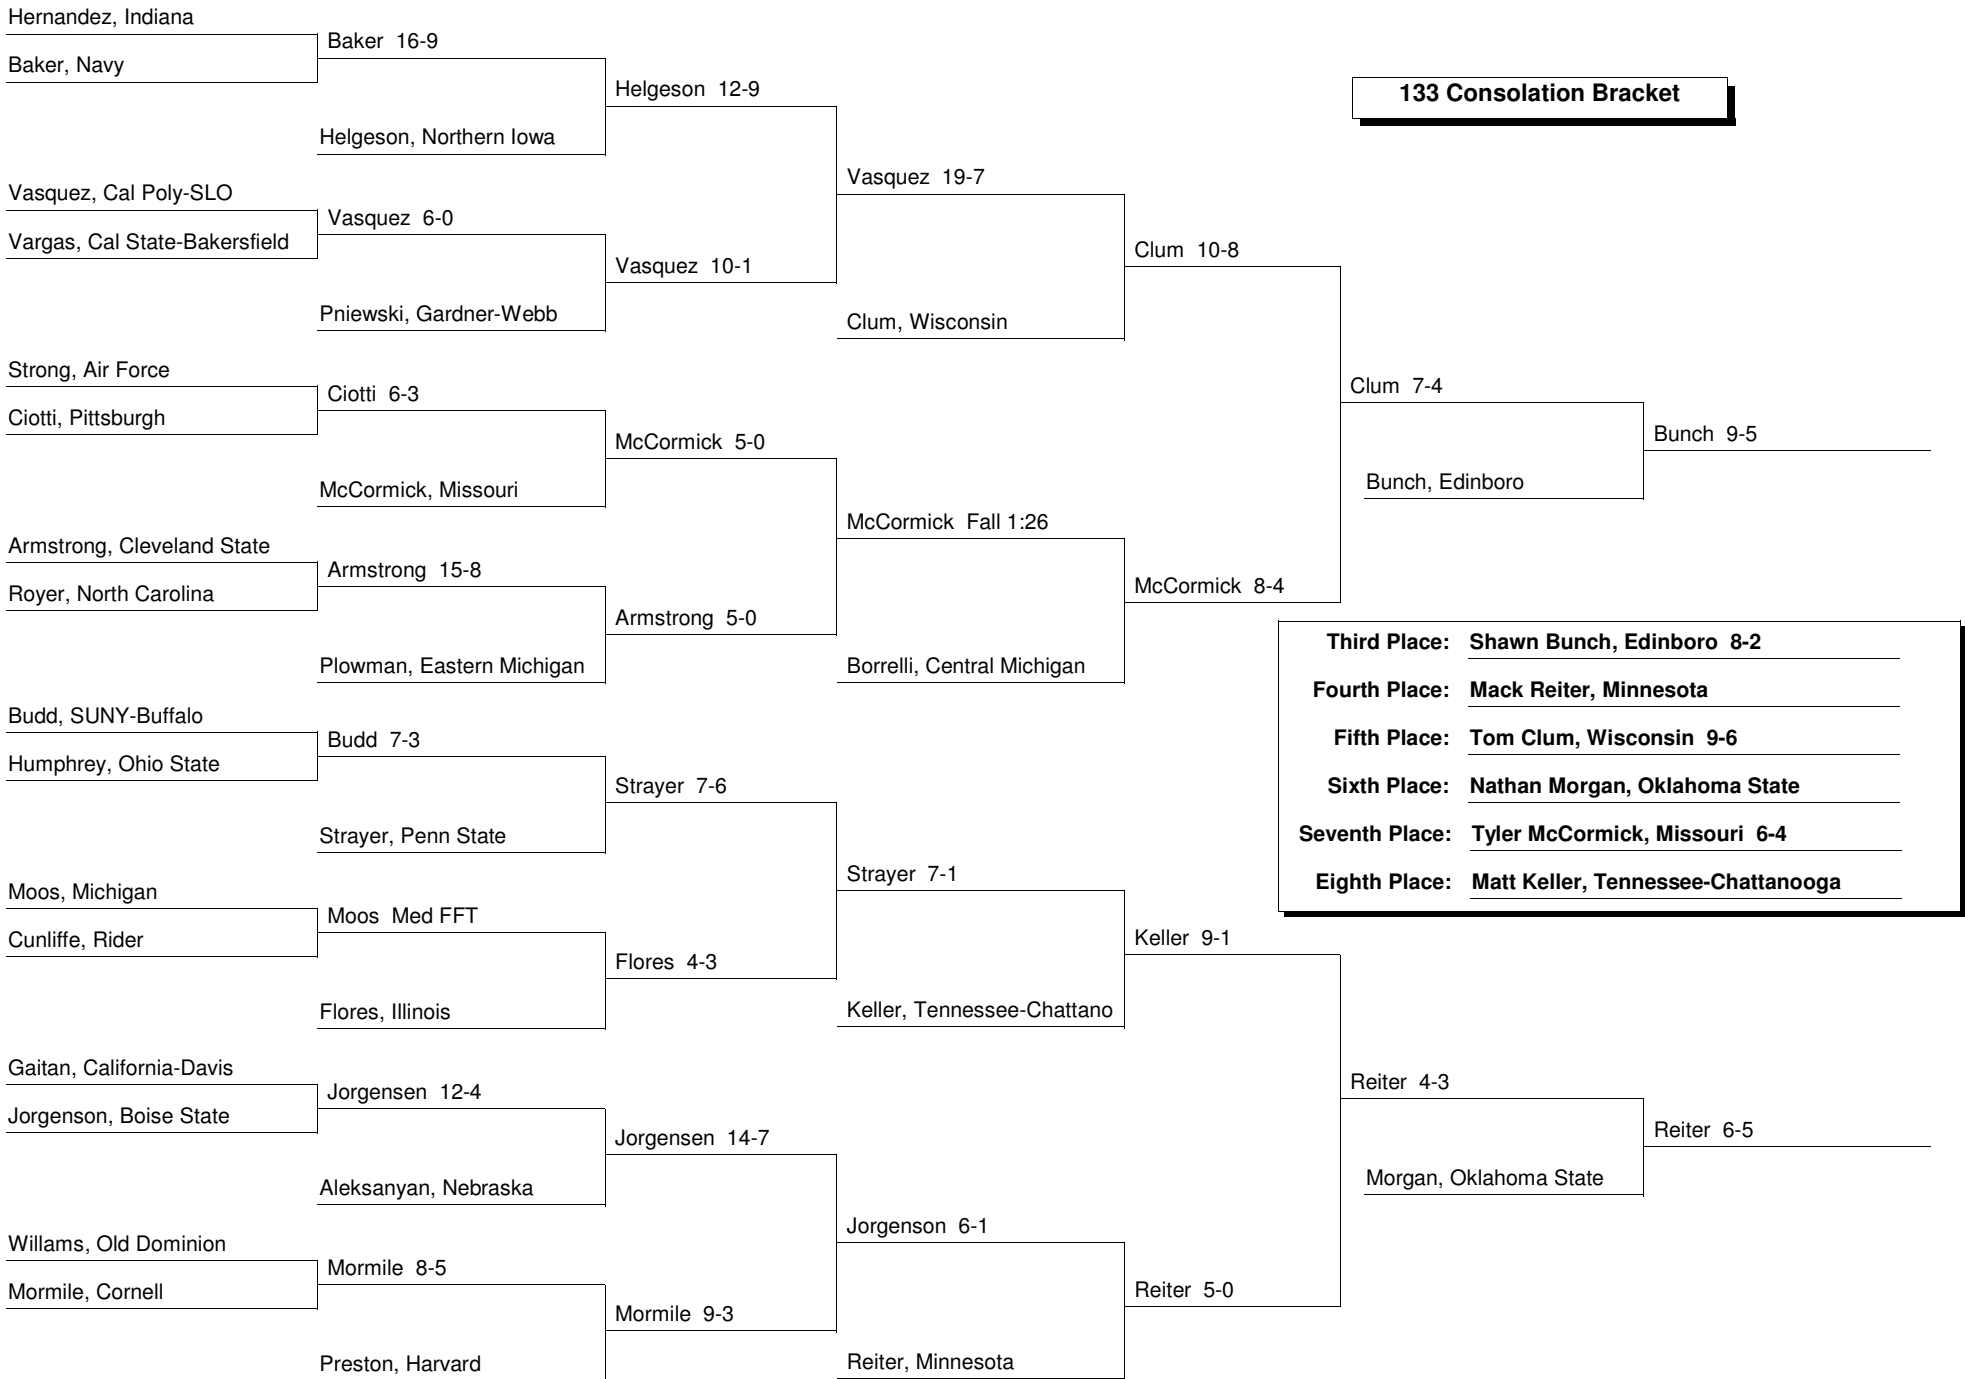 Hernandez, Indiana
Baker 16-9
Baker, Navy
Helgeson 12-9
133 Consolation Bracket
Helgeson, Northern Iowa
Vasquez 19-7
Vasquez, Cal Poly-SLO
Vasquez 6-0
Vargas, Cal State-Bakersfield
Clum 10-8
Vasquez 10-1
Pniewski, Gardner-Webb
Clum, Wisconsin
Strong, Air Force
Clum 7-4
Ciotti 6-3
Ciotti, Pittsburgh
Bunch 9-5
McCormick 5-0
Bunch, Edinboro
McCormick, Missouri
McCormick Fall 1:26
Armstrong, Cleveland State
Armstrong 15-8
McCormick 8-4
Royer, North Carolina
Armstrong 5-0
Third Place: Shawn Bunch, Edinboro 8-2
Plowman, Eastern Michigan
Borrelli, Central Michigan
Fourth Place: Mack Reiter, Minnesota
Budd, SUNY-Buffalo
Budd 7-3
Fifth Place: Tom Clum, Wisconsin 9-6
Humphrey, Ohio State
Strayer 7-6
Sixth Place: Nathan Morgan, Oklahoma State
Strayer, Penn State
Seventh Place: Tyler McCormick, Missouri 6-4
Strayer 7-1
Eighth Place: Matt Keller, Tennessee-Chattanooga
Moos, Michigan
Moos Med FFT
Cunliffe, Rider
Keller 9-1
Flores 4-3
Flores, Illinois
Keller, Tennessee-Chattano
Gaitan, California-Davis
Reiter 4-3
Jorgensen 12-4
Jorgenson, Boise State
Reiter 6-5
Jorgensen 14-7
Morgan, Oklahoma State
Aleksanyan, Nebraska
Jorgenson 6-1
Willams, Old Dominion
Mormile 8-5
Mormile, Cornell
Reiter 5-0
Mormile 9-3
Preston, Harvard
Reiter, Minnesota